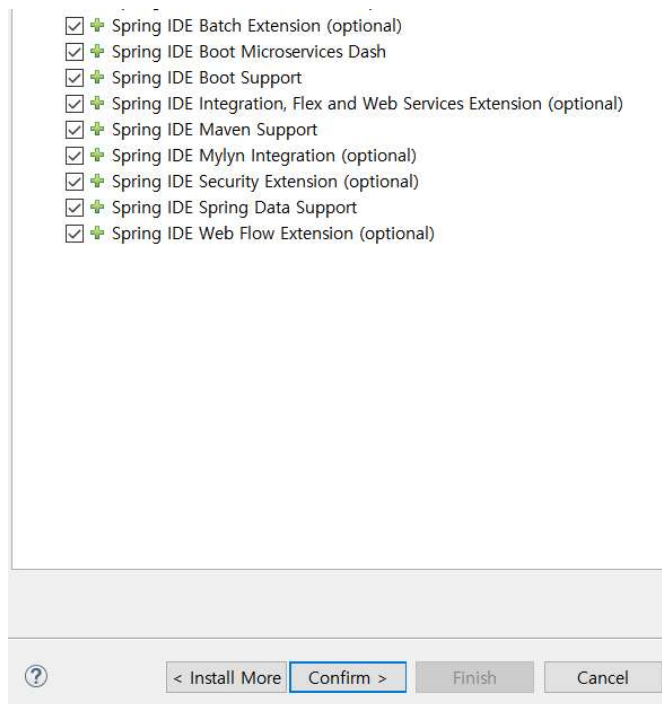 Spring IDE Batch Extension (optional)
Spring IDE Boot Microservices Dash
Spring IDE Boot Support
Spring IDE Integration, Flex and Web Services Extension (optional)
Spring IDE Maven Support
Spring IDE Mylyn Integration (optional)
Spring IDE Security Extension (optional)
Spring IDE Spring Data Support
Spring IDE Web Flow Extension (optional)
? < Install More Confirm > Finish Cancel